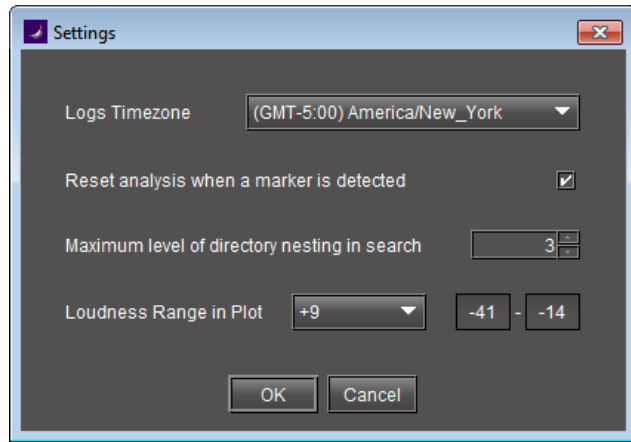 Settings
Logs Timezone (GMT-5:00) America/New_York
Reset analysis when a marker is detected
Maximum level of directory nesting in search 3
Loudness Range in Plot +9 -41 - -14
OK Cancel